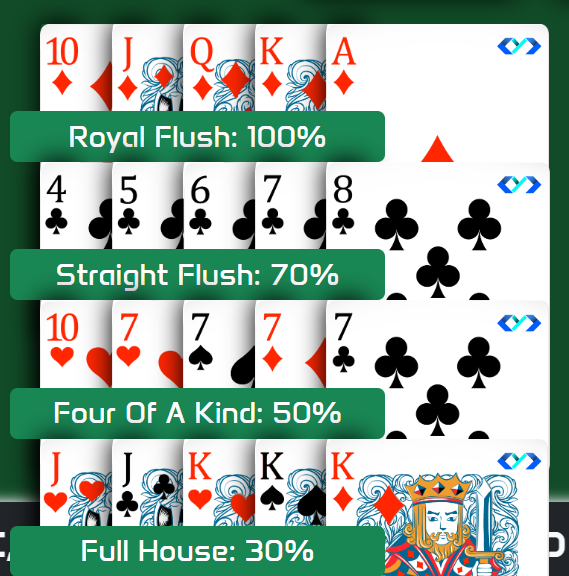 10 J Q K A
Royal Flush: 100%
4 5 6 7 8
Straight Flush: 70%
10 7 7 7 7
Four Of A Kind: 50%
J J K K K
Full House: 30%